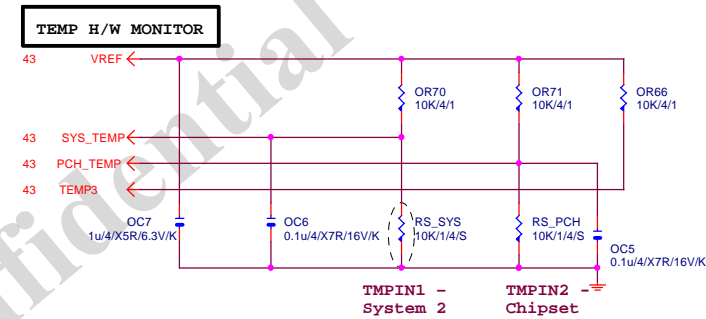 TEMP H/W MONITOR
43 VREF
OR70
10K/4/1
OR71
10K/4/1
OR66
10K/4/1
43 SYS_TEMP
43 PCH_TEMP
43 TEMP3
OC7
1u/4/X5R/6.3V/K
OC6
0.1u/4/X7R/16V/K
RS_SYS
10K/1/4/S
RS_PCH
10K/1/4/S
OC5
0.1u/4/X7R/16V/K
TMPIN1 -
System 2
TMPIN2 -
Chipset
fidential